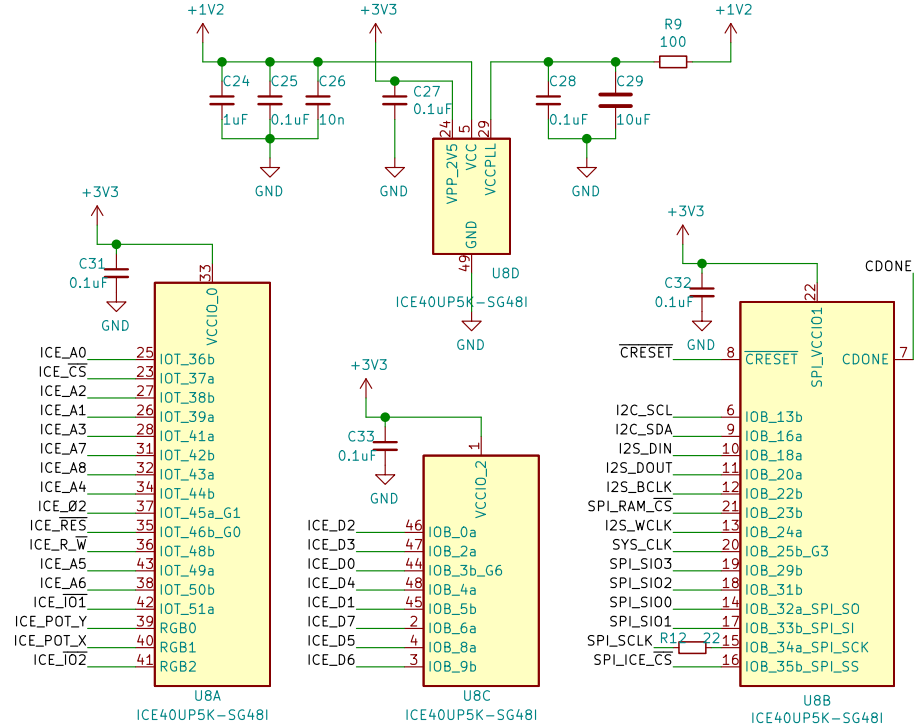 +1V2
+3V3
+1V2
R9
100
C24
1uF
C25
0.1uF
C26
10n
C27
0.1uF
C28
0.1uF
C29
10uF
GND
GND
GND
24
5
29
VPP_2V5
VCC
VCCPLL
GND
49
U8D
ICE40UP5K-SG48I
GND
+3V3
C31
0.1uF
GND
33
VCCIO_0
ICE_A0 25 IOT_36b
ICE_CS 23 IOT_37a
ICE_A2 27 IOT_38b
ICE_A1 26 IOT_39a
ICE_A3 28 IOT_41a
ICE_A7 31 IOT_42b
ICE_A8 32 IOT_43a
ICE_A4 34 IOT_44b
ICE_Ø2 37 IOT_45a_G1
ICE_RES 35 IOT_46b_G0
ICE_R_W 36 IOT_48b
ICE_A5 43 IOT_49a
ICE_A6 38 IOT_50b
ICE_IO1 42 IOT_51a
ICE_POT_Y 39 RGB0
ICE_POT_X 40 RGB1
ICE_IO2 41 RGB2
U8A
ICE40UP5K-SG48I
+3V3
C33
0.1uF
GND
1
VCCIO_2
ICE_D2 46 IOB_0a
ICE_D3 47 IOB_2a
ICE_D0 44 IOB_3b_G6
ICE_D4 48 IOB_4a
ICE_D1 45 IOB_5b
ICE_D7 2 IOB_6a
ICE_D5 4 IOB_8a
ICE_D6 3 IOB_9b
U8C
ICE40UP5K-SG48I
+3V3
C32
0.1uF
GND
22
SPI_VCCIO1
CDONE
CRESET 8 CRESET
CDONE 7
I2C_SCL 6 IOB_13b
I2C_SDA 9 IOB_16a
I2S_DIN 10 IOB_18a
I2S_DOUT 11 IOB_20a
I2S_BCLK 12 IOB_22b
SPI_RAM_CS 21 IOB_23b
I2S_WCLK 13 IOB_24a
SYS_CLK 20 IOB_25b_G3
SPI_SIO3 19 IOB_29b
SPI_SIO2 18 IOB_31b
SPI_SIO0 14 IOB_32a_SPI_SO
SPI_SIO1 17 IOB_33b_SPI_SI
SPI_SCLK R12 22 15 IOB_34a_SPI_SCK
SPI_ICE_CS 16 IOB_35b_SPI_SS
U8B
ICE40UP5K-SG48I